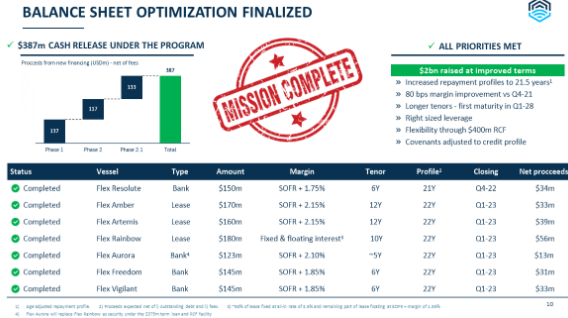 BALANCE SHEET OPTIMIZATION FINALIZED
$387m CASH RELEASE UNDER THE PROGRAM
Proceeds from new financing (USDm) - net of fees
387
133
117
137
Phase 1 Phase 2 Phase 2.1 Total
MISSION COMPLETE
ALL PRIORITIES MET
$2bn raised at improved terms
» Increased repayment profiles to 21.5 years¹
» 80 bps margin improvement vs Q4-21
» Longer tenors - first maturity in Q1-28
» Right sized leverage
» Flexibility through $400m RCF
» Covenants adjusted to credit profile
Status Vessel Type Amount Margin Tenor Profile² Closing Net procceeds
Completed Flex Resolute Bank $150m SOFR + 1.75% 6Y 21Y Q4-22 $34m
Completed Flex Amber Lease $170m SOFR + 2.15% 12Y 22Y Q1-23 $33m
Completed Flex Artemis Lease $160m SOFR + 2.15% 12Y 22Y Q1-23 $39m
Completed Flex Rainbow Lease $180m Fixed & floating interest³ 10Y 22Y Q1-23 $56m
Completed Flex Aurora Bank⁴ $123m SOFR + 2.10% ~5Y 22Y Q1-23 $13m
Completed Flex Freedom Bank $145m SOFR + 1.85% 6Y 22Y Q1-23 $31m
Completed Flex Vigilant Bank $145m SOFR + 1.85% 6Y 22Y Q1-23 $33m
10